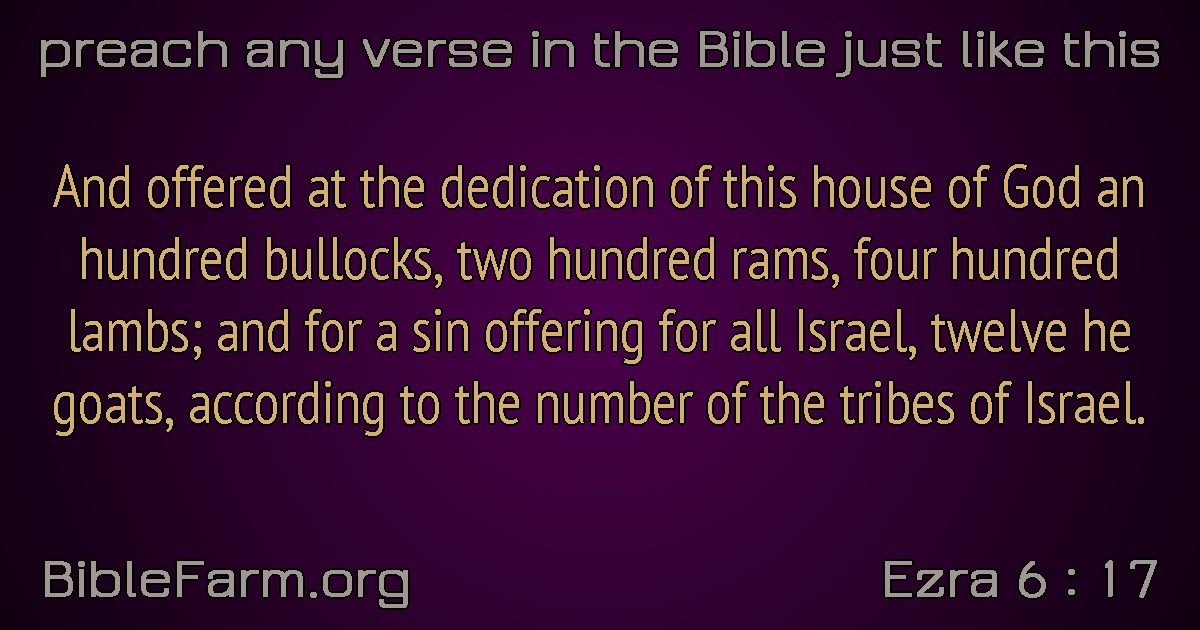 preach any verse in the Bible just like this
And offered at the dedication of this house of God an
hundred bullocks, two hundred rams, four hundred
lambs; and for a sin offering for all Israel, twelve he
goats, according to the number of the tribes of Israel.
BibleFarm.org
Ezra 6 : 17